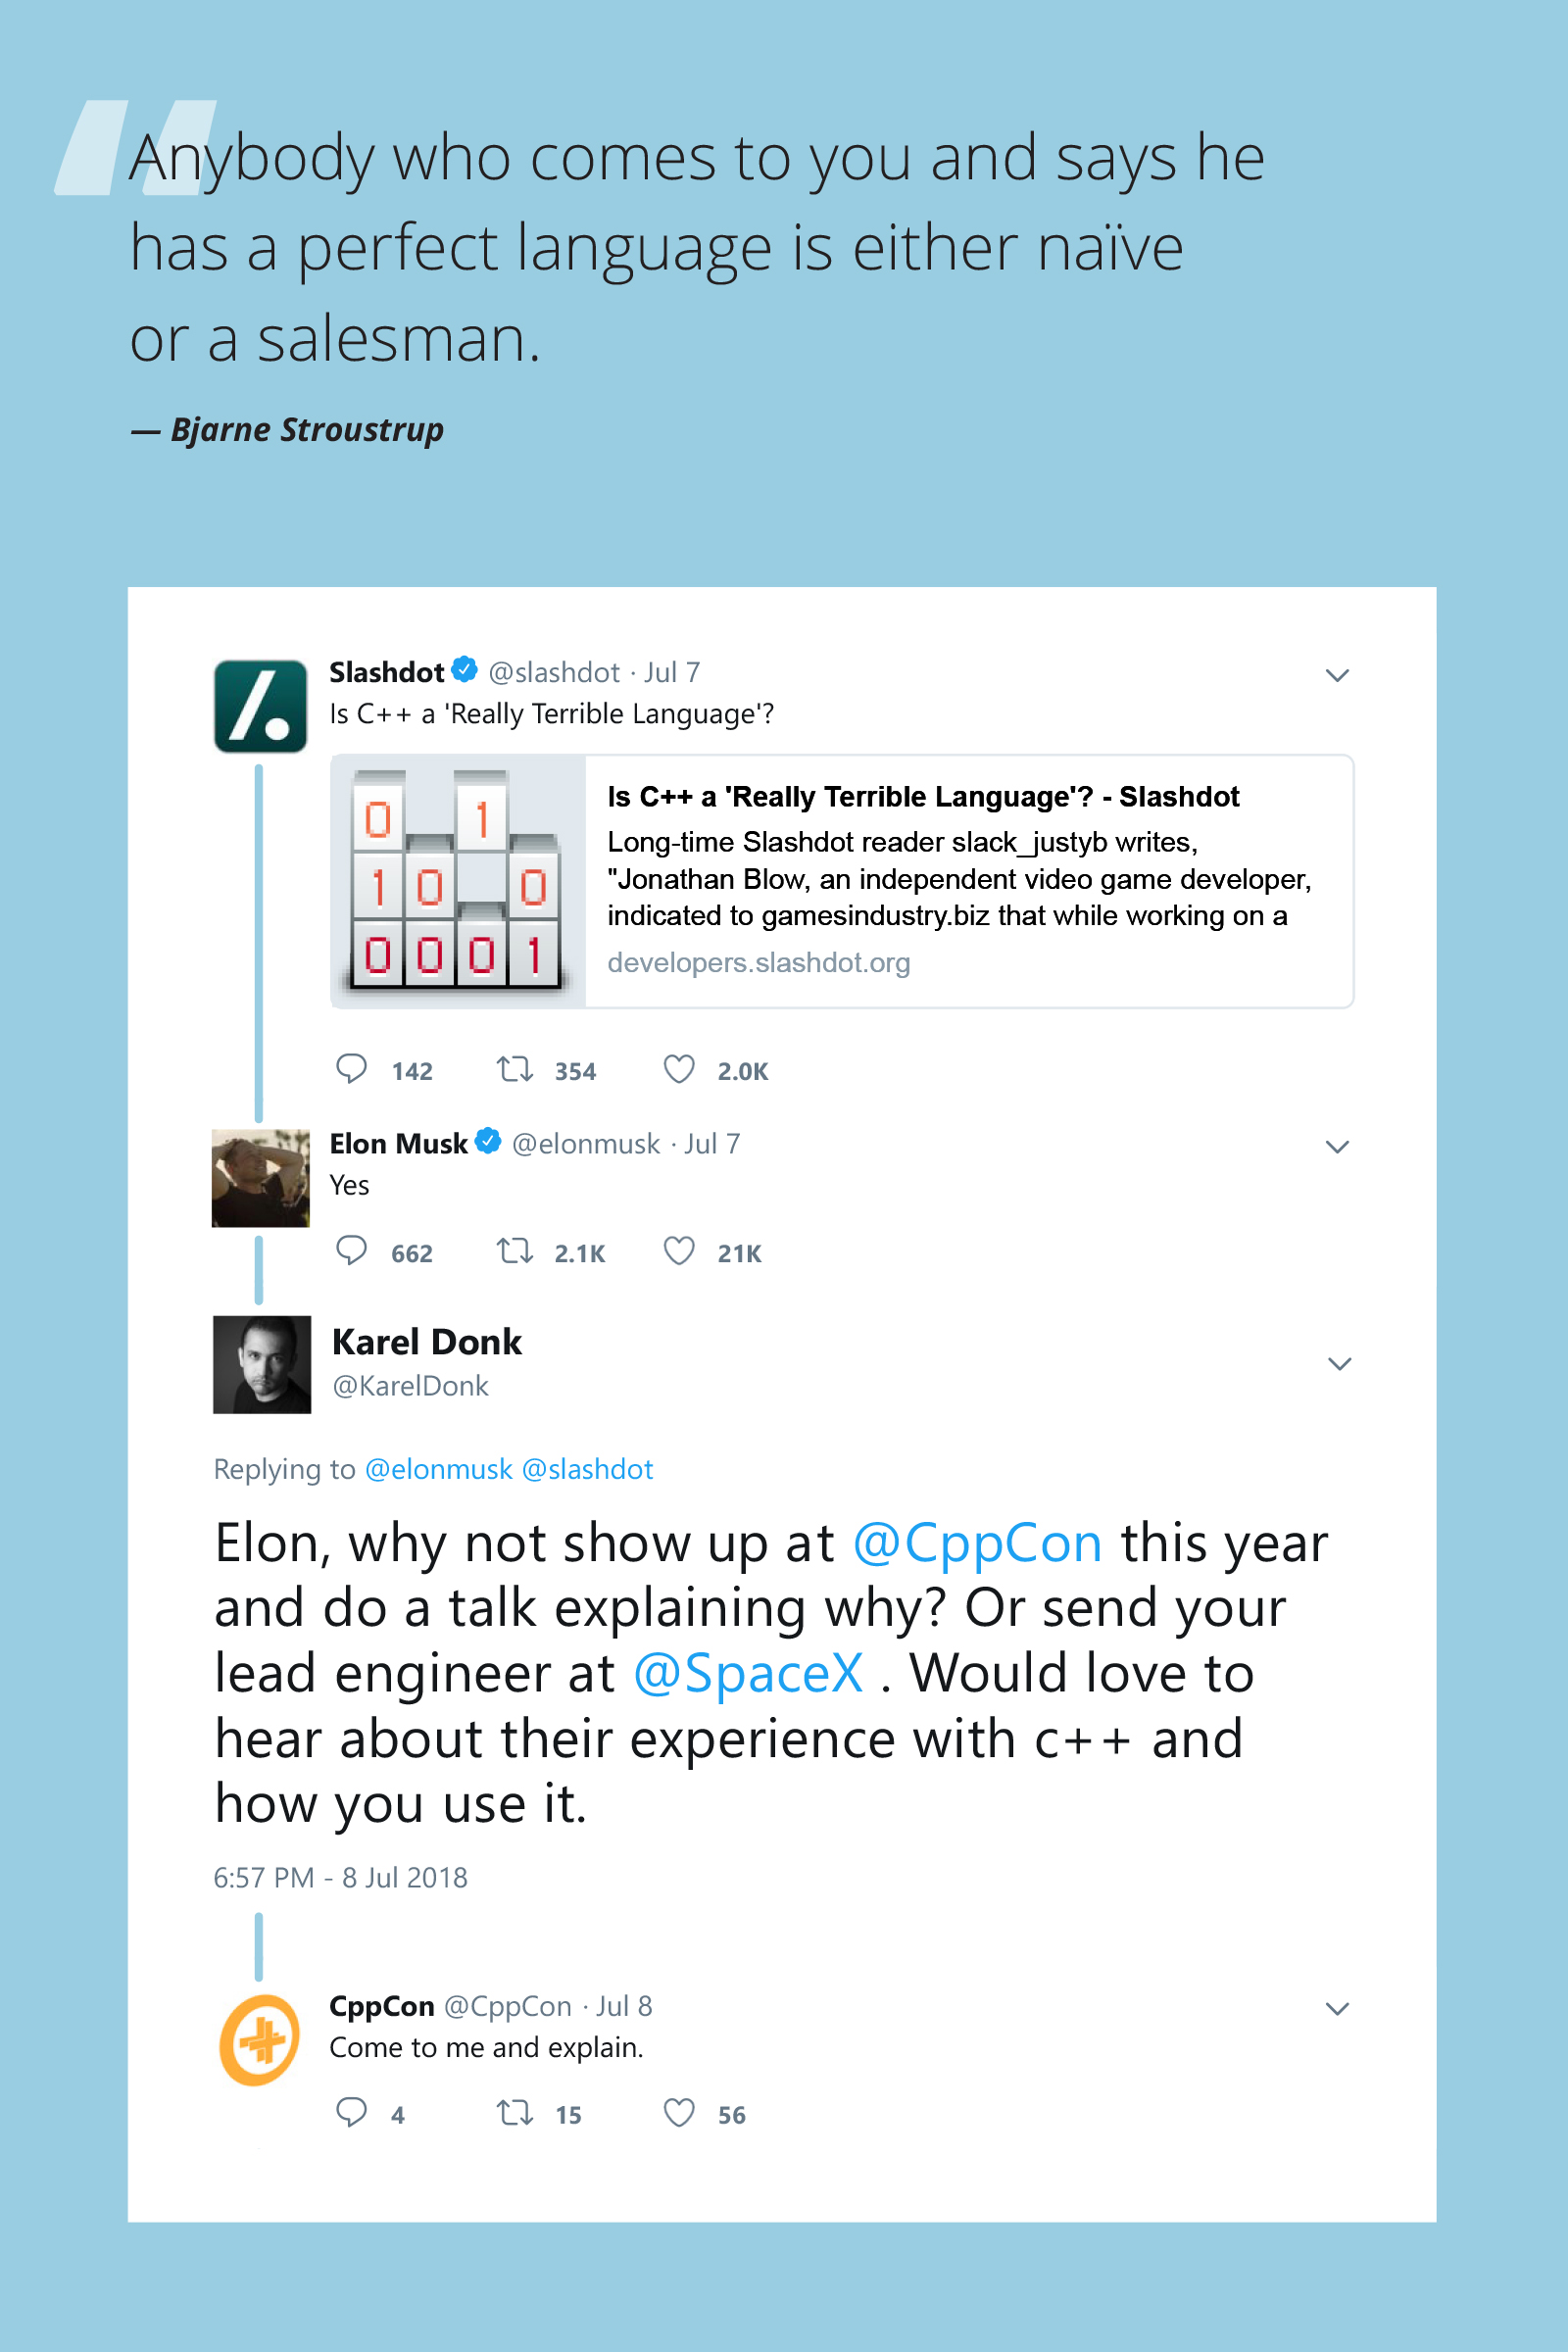 Anybody who comes to you and says he
has a perfect language is either naïve
or a salesman.
— Bjarne Stroustrup
Slashdot @slashdot · Jul 7
Is C++ a 'Really Terrible Language'?
0 1
1 0 0
0 0 0 1
Is C++ a 'Really Terrible Language'? - Slashdot
Long-time Slashdot reader slack_justyb writes,
"Jonathan Blow, an independent video game developer,
indicated to gamesindustry.biz that while working on a
developers.slashdot.org
142 354 2.0K
Elon Musk @elonmusk · Jul 7
Yes
662 2.1K 21K
Karel Donk
@KarelDonk
Replying to @elonmusk @slashdot
Elon, why not show up at @CppCon this year
and do a talk explaining why? Or send your
lead engineer at @SpaceX . Would love to
hear about their experience with c++ and
how you use it.
6:57 PM - 8 Jul 2018
CppCon @CppCon · Jul 8
Come to me and explain.
4 15 56